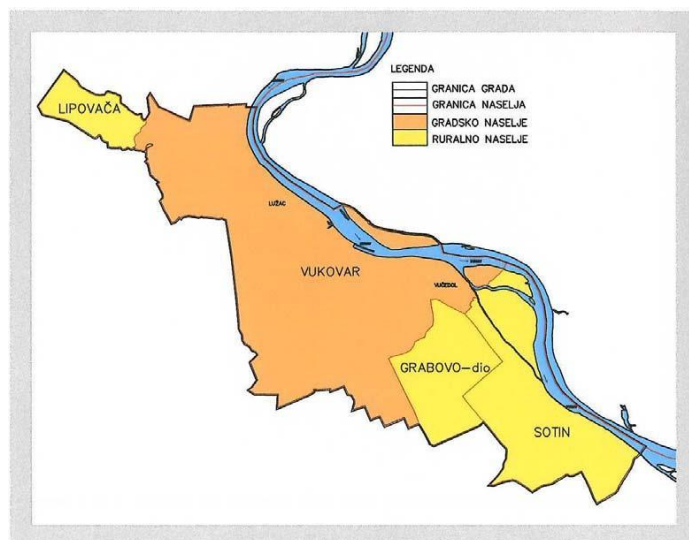 LEGENDA
GRANICA GRADA
GRANICA NASELJA
GRADSKO NASELJE
RURALNO NASELJE
LIPOVAČA
LUŽAC
VUKOVAR
VUČEDOL
GRABOVO-dio
SOTIN